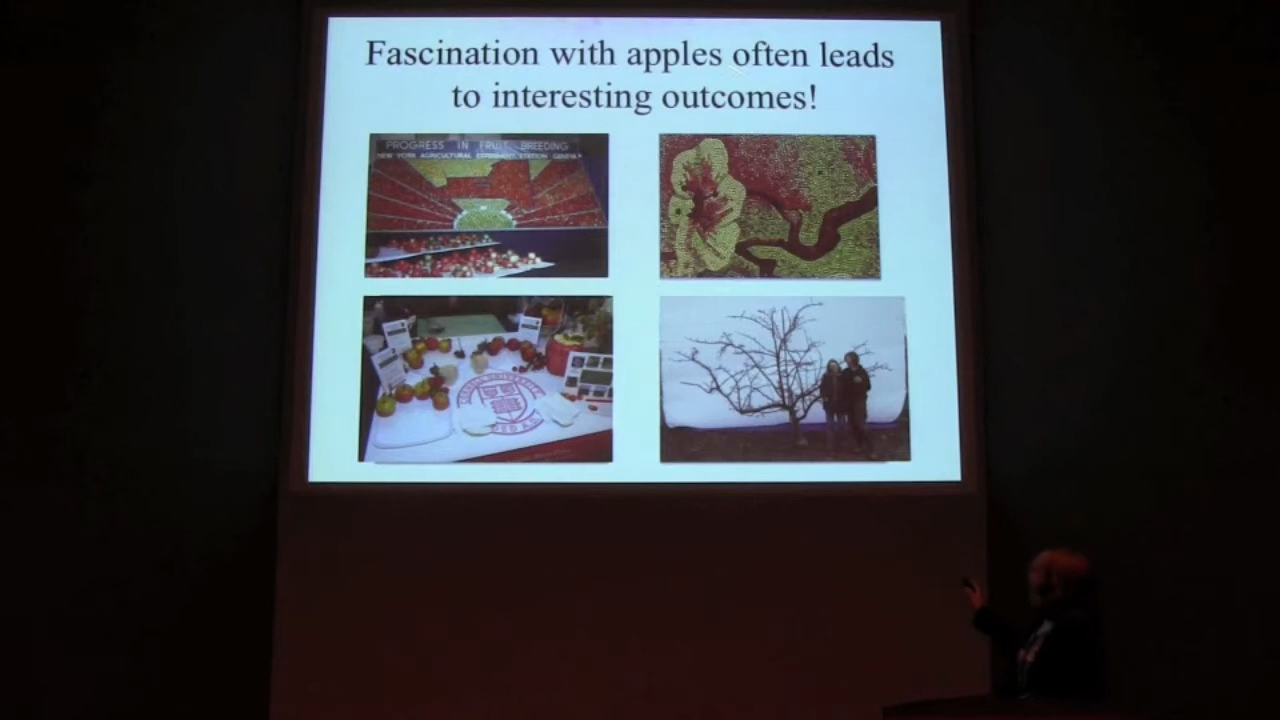 Fascination with apples often leads
to interesting outcomes!
PROGRESS IN FRUIT BREEDING
NEW YORK AGRICULTURAL EXPERIMENT STATION GENEVA